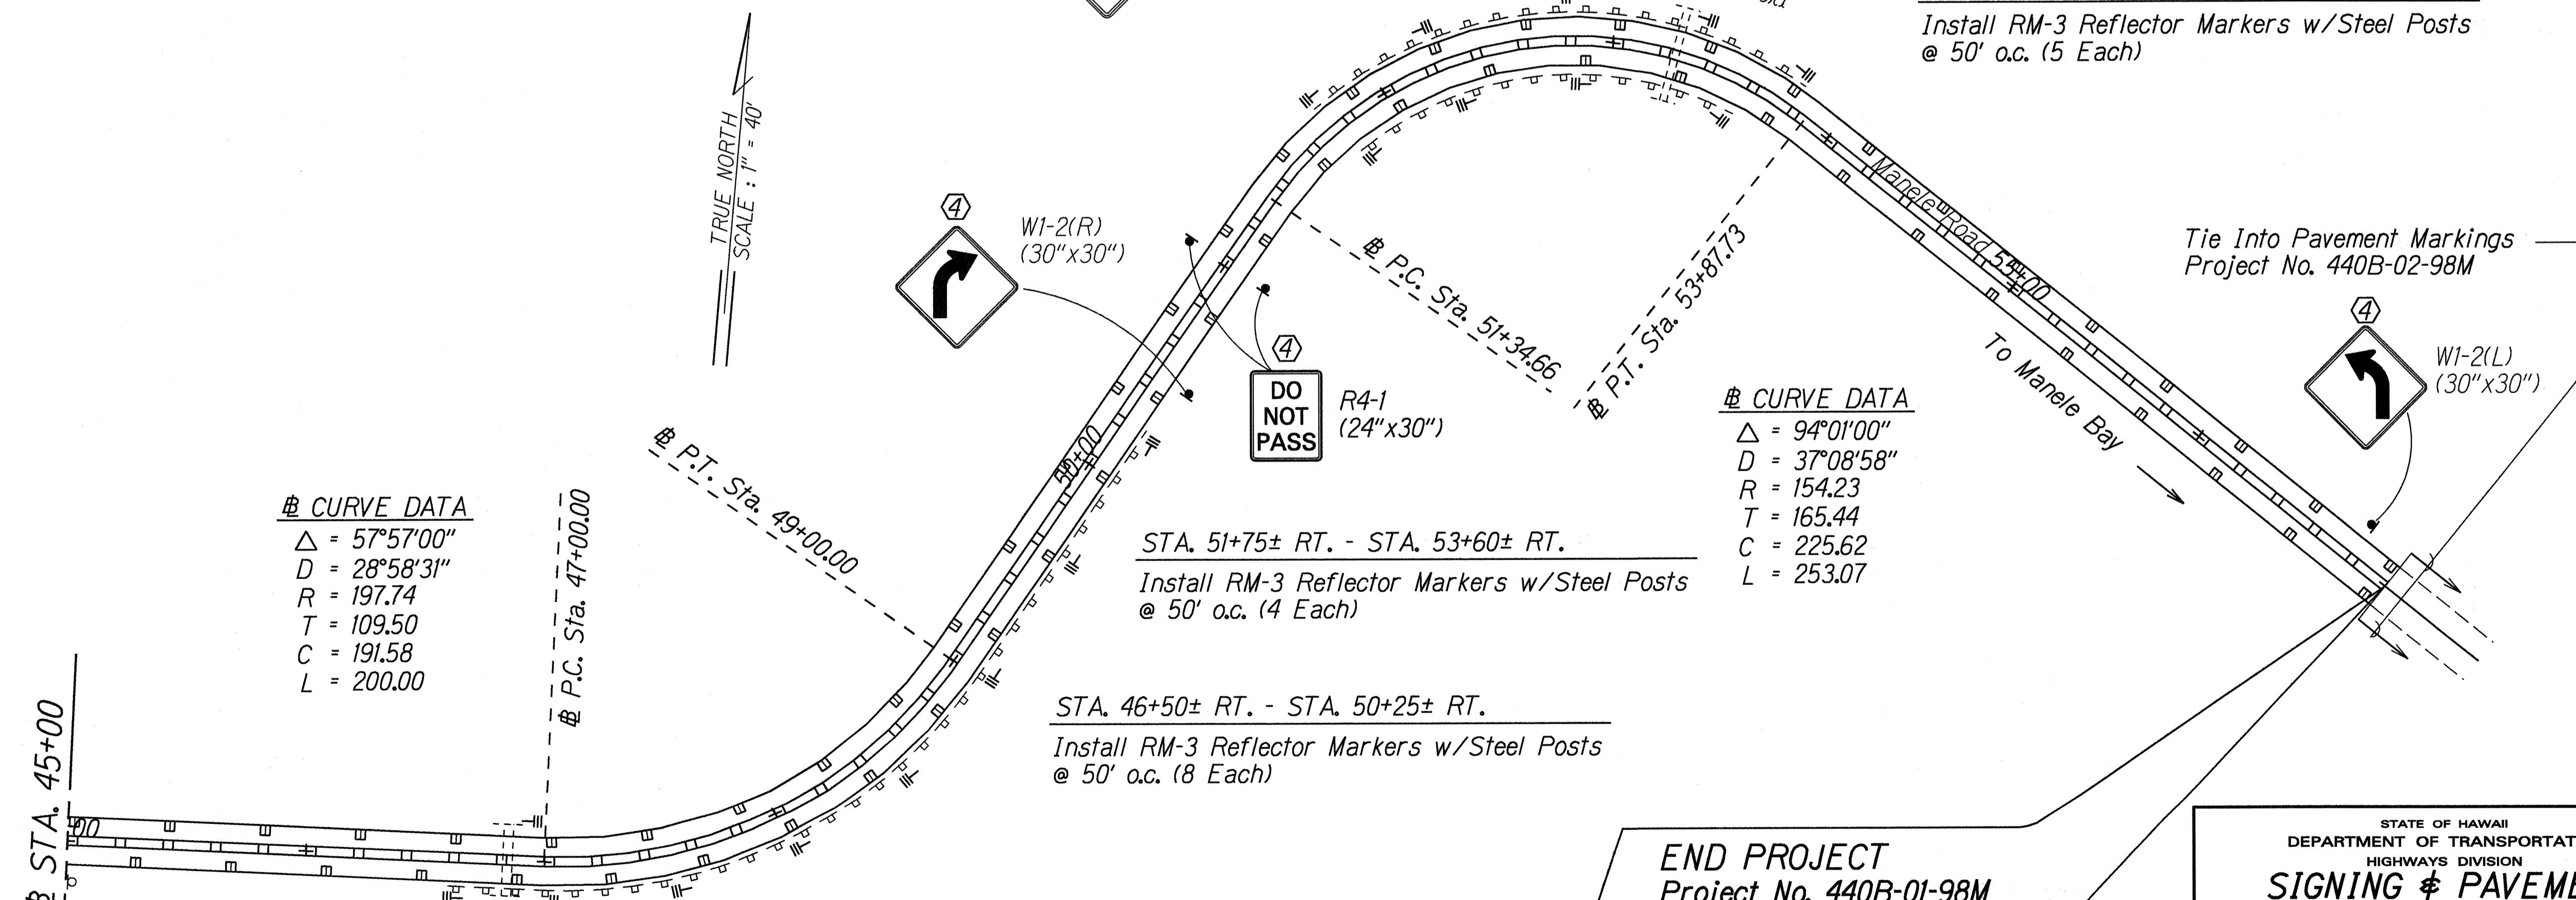 Install RM-3 Reflector Markers w/Steel Posts
@ 50' o.c. (5 Each)
TRUE NORTH
SCALE : 1" = 40'
4
W1-2(R)
(30"x30")
4
DO
NOT
PASS
R4-1
(24"x30")
℄ P.C. Sta. 51+34.66
℄ P.T. Sta. 53+87.73
Manele Road
55+00
To Manele Bay
Tie Into Pavement Markings
Project No. 440B-02-98M
4
W1-2(L)
(30"x30")
℄ CURVE DATA
△ = 94°01'00"
D = 37°08'58"
R = 154.23
T = 165.44
C = 225.62
L = 253.07
50+00
℄ P.T. Sta. 49+00.00
℄ P.C. Sta. 47+00.00
℄ CURVE DATA
△ = 57°57'00"
D = 28°58'31"
R = 197.74
T = 109.50
C = 191.58
L = 200.00
STA. 51+75± RT. - STA. 53+60± RT.
Install RM-3 Reflector Markers w/Steel Posts
@ 50' o.c. (4 Each)
STA. 46+50± RT. - STA. 50+25± RT.
Install RM-3 Reflector Markers w/Steel Posts
@ 50' o.c. (8 Each)
STA. 45+00
00
END PROJECT
Project No. 440B-01-98M
STATE OF HAWAII
DEPARTMENT OF TRANSPORTAT
HIGHWAYS DIVISION
SIGNING & PAVEME